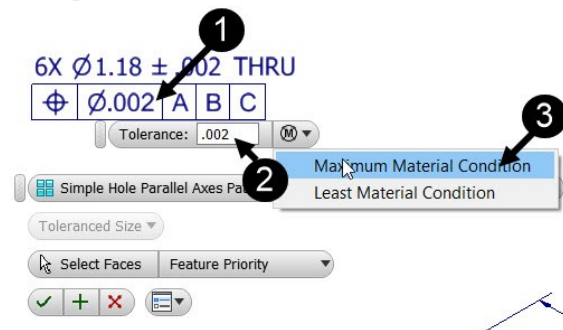 1
6X Ø1.18 ± .002 THRU
⌖ Ø.002 A B C
3
Tolerance: .002 Ⓜ
Maximum Material Condition
2
Simple Hole Parallel Axes
Least Material Condition
Toleranced Size
Select Faces Feature Priority